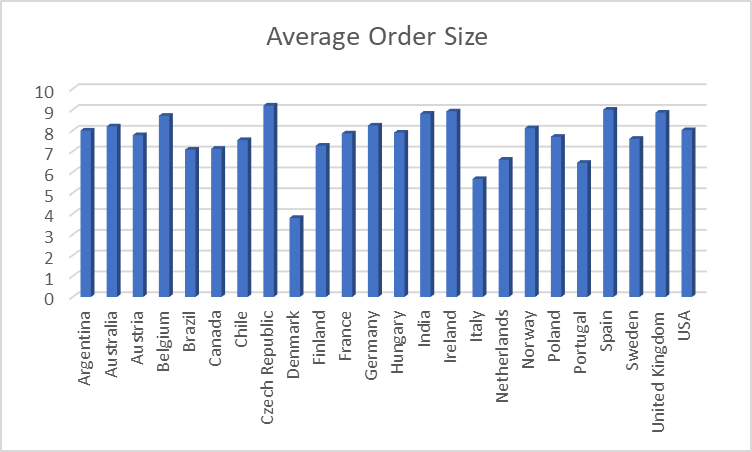 Average Order Size
10
9
8
7
6
5
4
3
2
1
0
Argentina
Australia
Austria
Belgium
Brazil
Canada
Chile
Czech Republic
Denmark
Finland
France
Germany
Hungary
India
Ireland
Italy
Netherlands
Norway
Poland
Portugal
Spain
Sweden
United Kingdom
USA